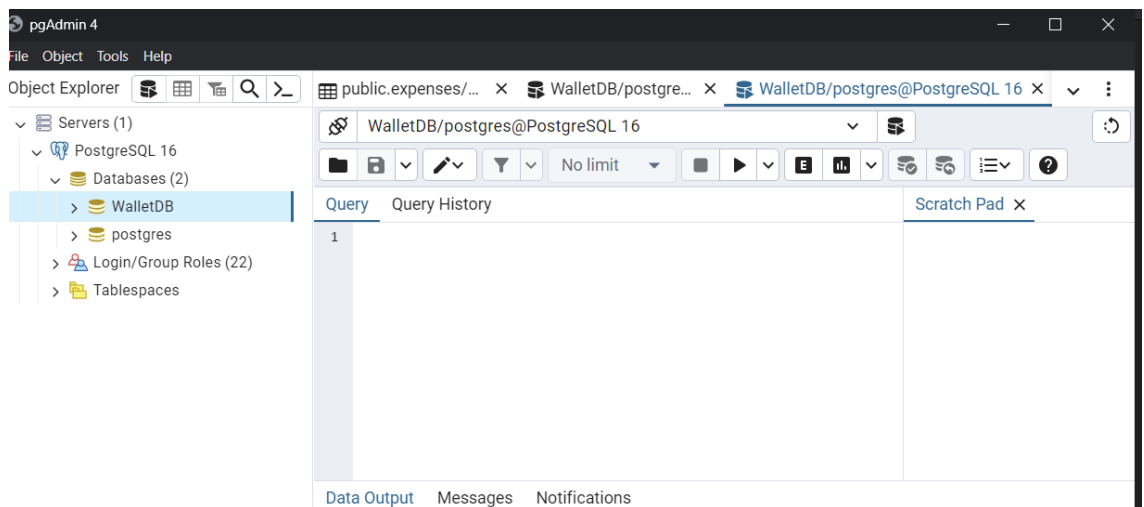 pgAdmin 4
File Object Tools Help
Object Explorer
public.expenses/... WalletDB/postgre... WalletDB/postgres@PostgreSQL 16
Servers (1)
WalletDB/postgres@PostgreSQL 16
PostgreSQL 16
No limit
E
Databases (2)
WalletDB
Query Query History Scratch Pad
postgres
1
Login/Group Roles (22)
Tablespaces
Data Output Messages Notifications